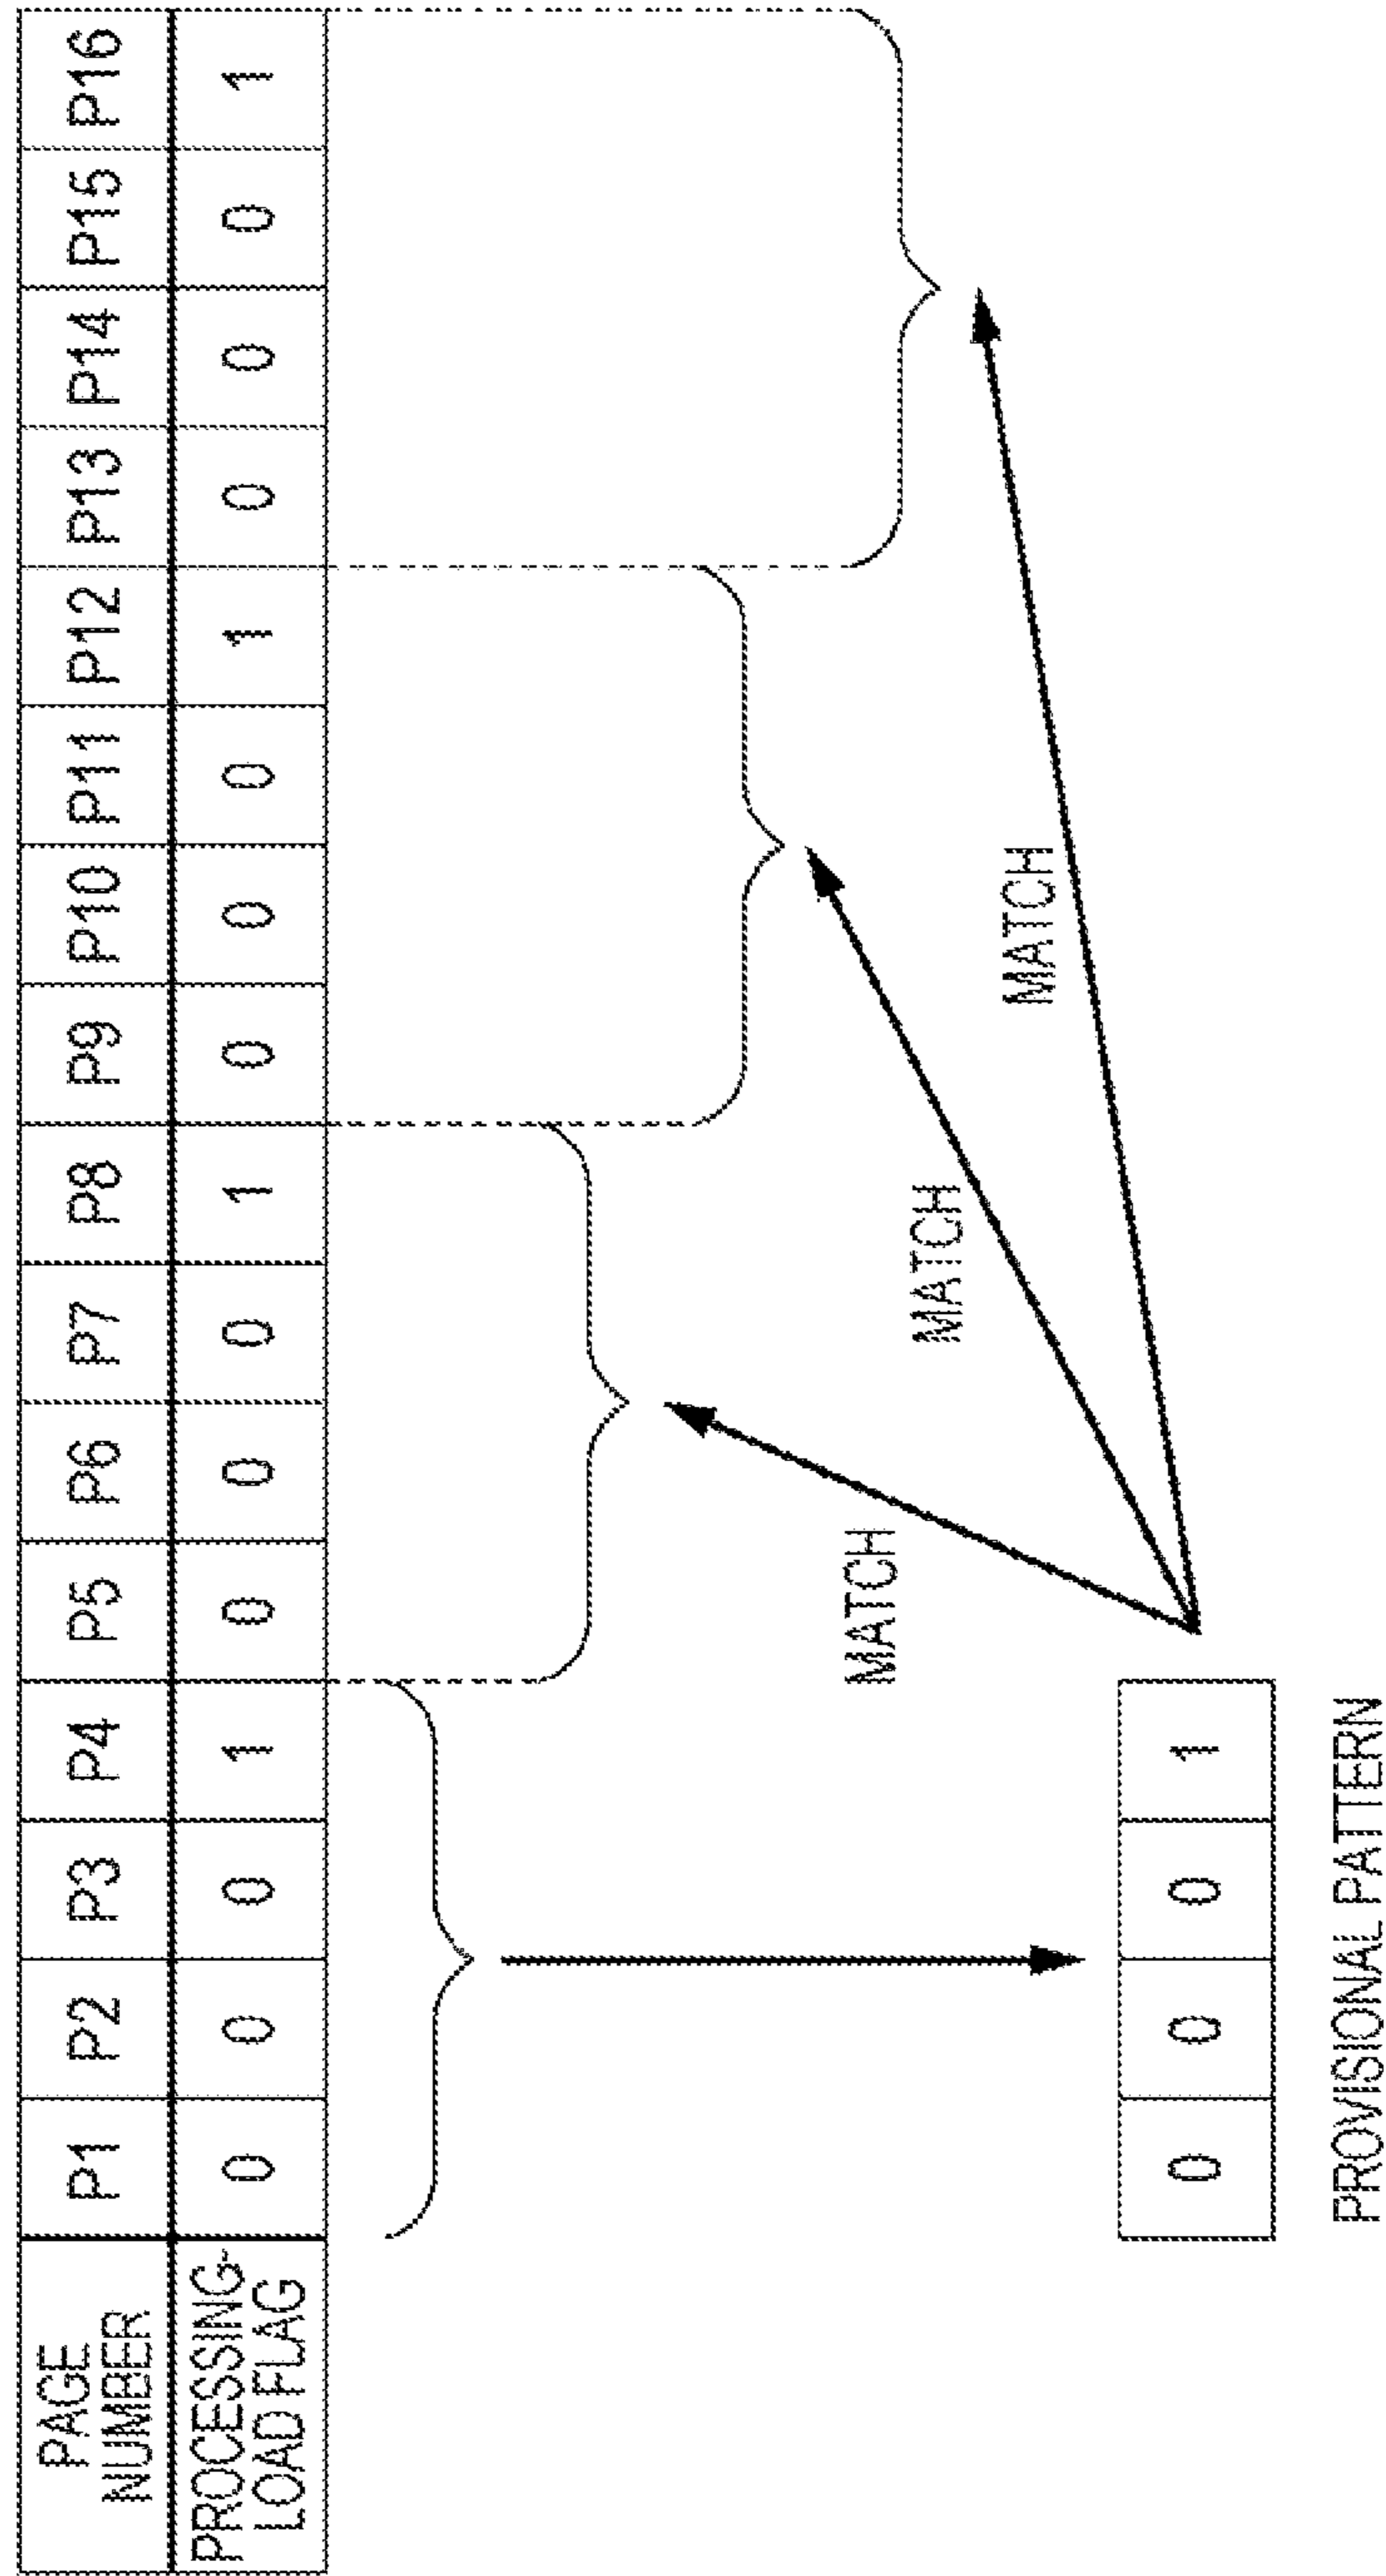 PAGE NUMBER P1 P2 P3 P4 P5 P6 P7 P8 P9 P10 P11 P12 P13 P14 P15 P16
PROCESSING-LOAD FLAG 0 0 0 1 0 0 0 1 0 0 0 1 0 0 0 1
MATCH
MATCH
MATCH
0 0 0 1
PROVISIONAL PATTERN